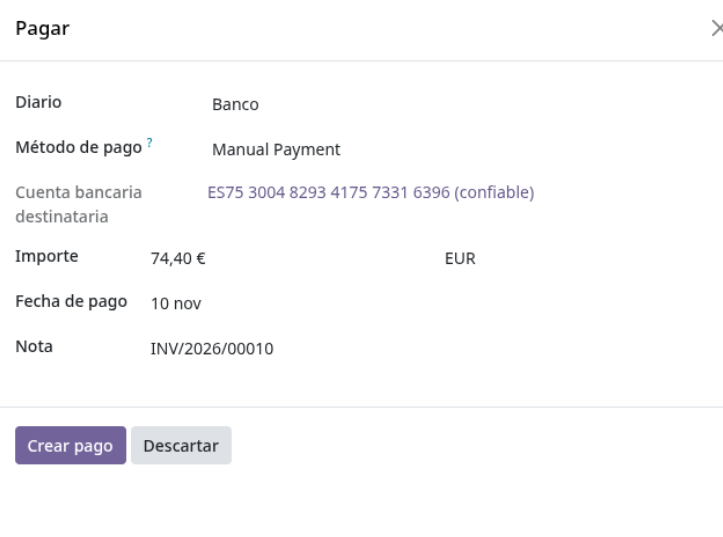 Pagar
Diario Banco
Método de pago ? Manual Payment
Cuenta bancaria destinataria ES75 3004 8293 4175 7331 6396 (confiable)
Importe 74,40 € EUR
Fecha de pago 10 nov
Nota INV/2026/00010
Crear pago Descartar